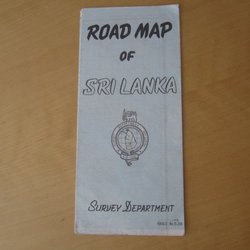 ROAD MAP
OF
SRI LANKA
SURVEY DEPARTMENT